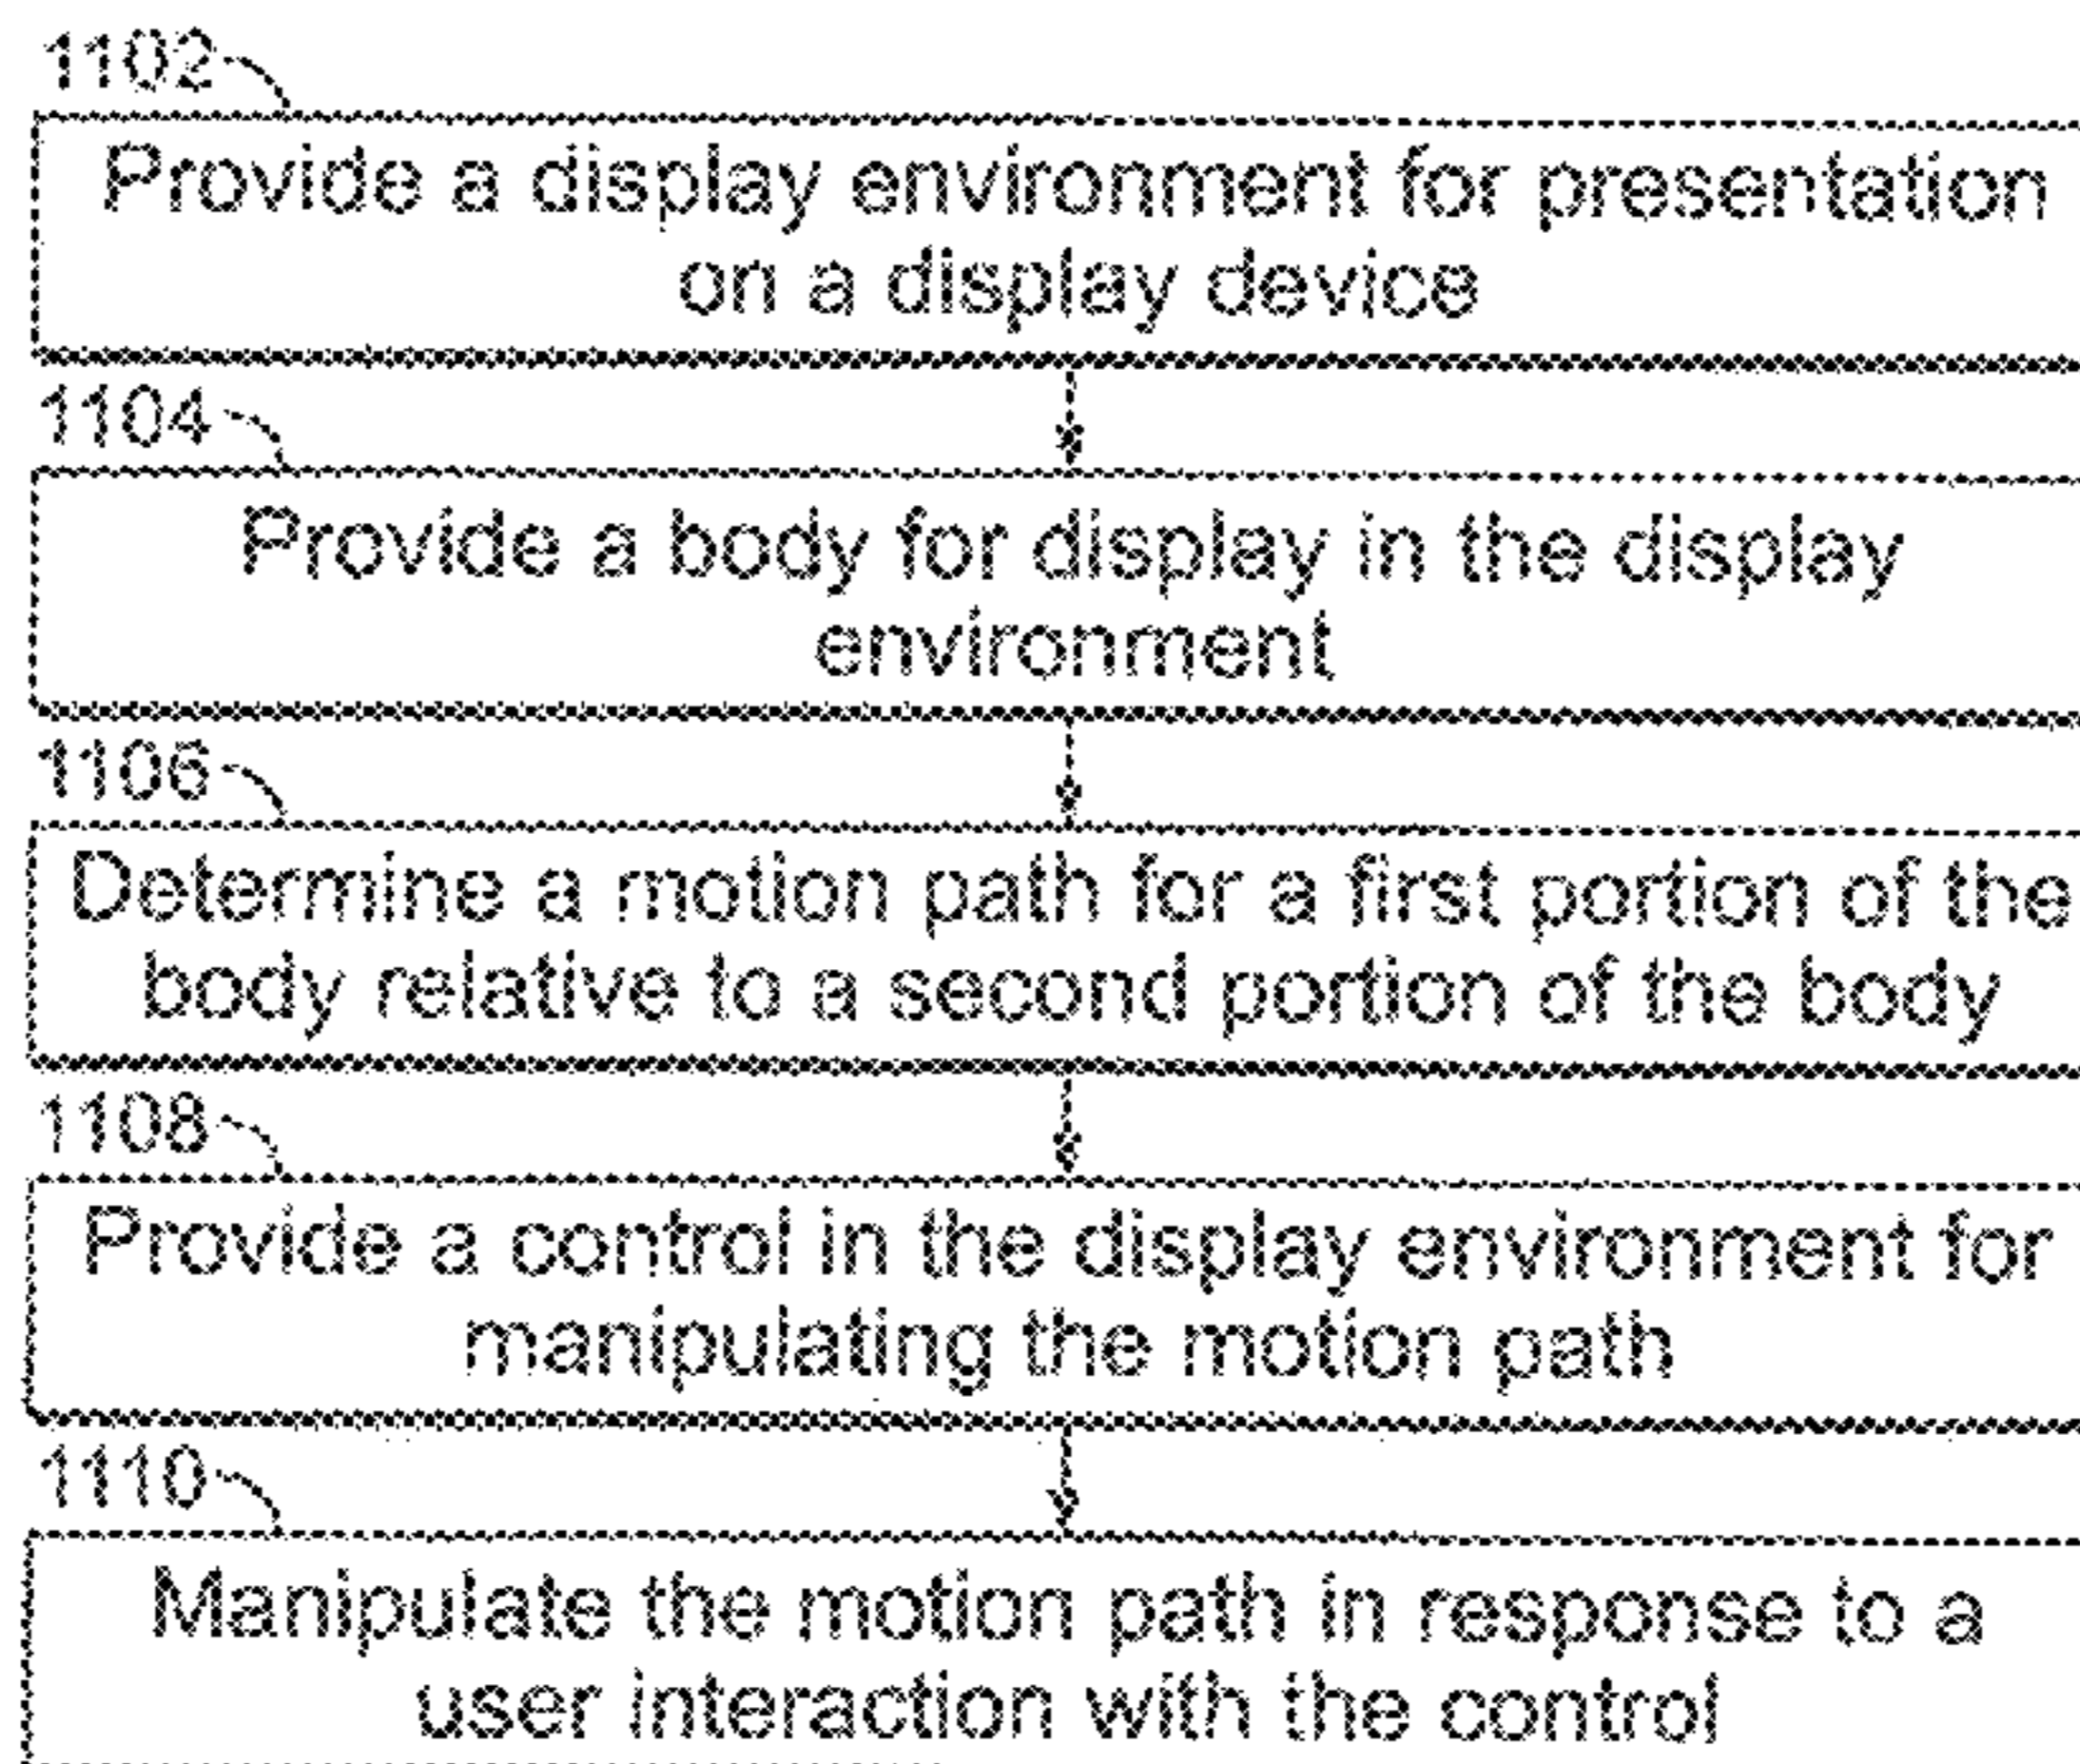 1102
Provide a display environment for presentation
on a display device
1104
Provide a body for display in the display
environment
1106
Determine a motion path for a first portion of the
body relative to a second portion of the body
1108
Provide a control in the display environment for
manipulating the motion path
1110
Manipulate the motion path in response to a
user interaction with the control